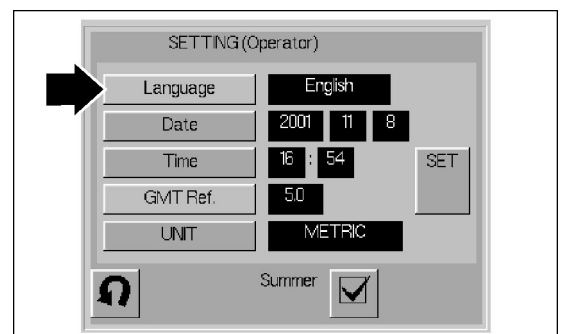 SETTING (Operator)
Language English
Date 2001 11 8
Time 16 : 54 SET
GMT Ref. 5.0
UNIT METRIC
Summer